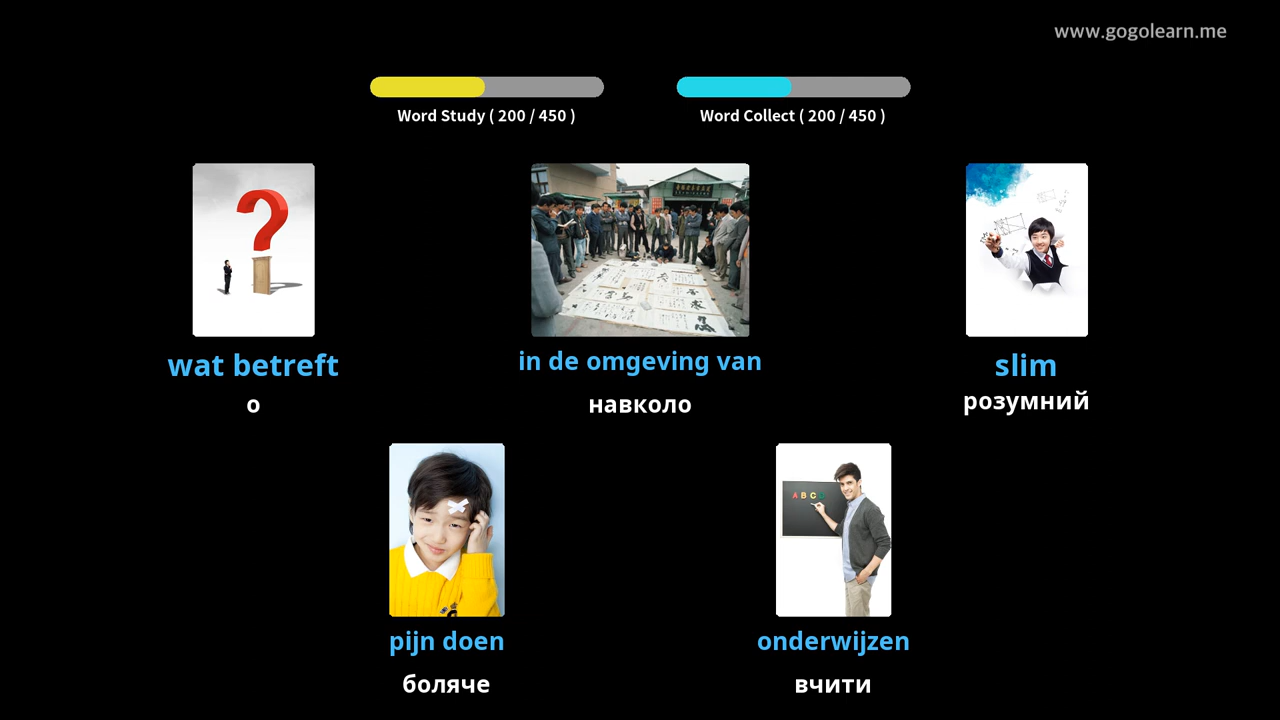 www.gogolearn.me
Word Study ( 200 / 450 )
Word Collect ( 200 / 450 )
wat betreft
о
in de omgeving van
навколо
slim
розумний
A B C
pijn doen
боляче
onderwijzen
вчити